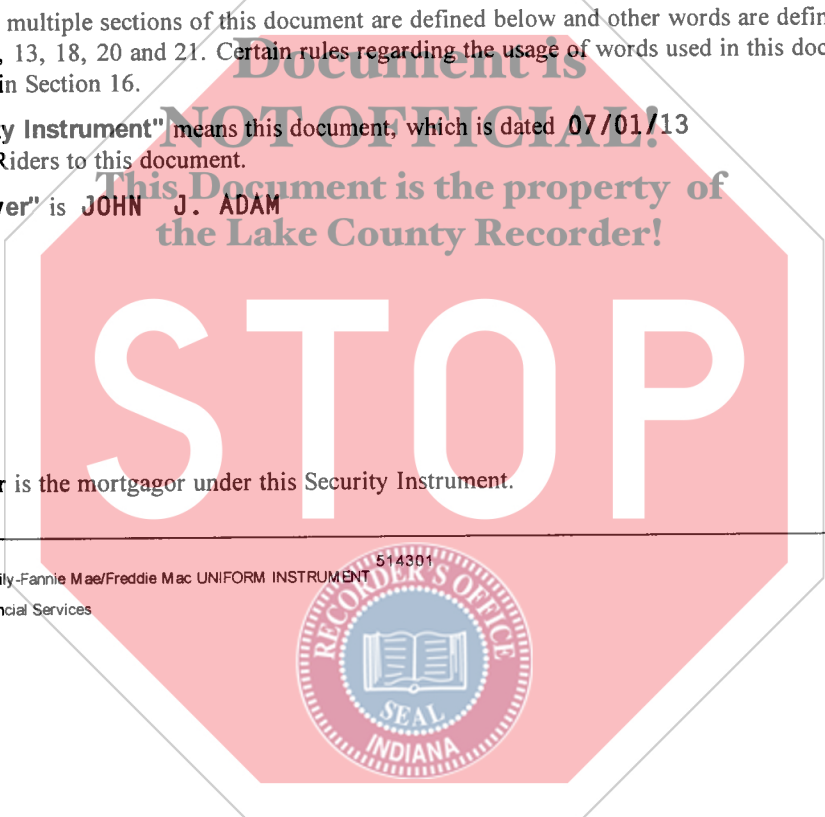 multiple sections of this document are defined below and other words are defin
, 13, 18, 20 and 21. Certain rules regarding the usage of words used in this doc
in Section 16.
Document is
NOT OFFICIAL!
y Instrument" means this document, which is dated 07/01/13
Riders to this document.
This Document is the property of
er" is JOHN J. ADAM
the Lake County Recorder!
STOP
r is the mortgagor under this Security Instrument.
514301
ily-Fannie Mae/Freddie Mac UNIFORM INSTRUMENT
ncial Services
RECORDER'S OFFICE
SEAL
INDIANA